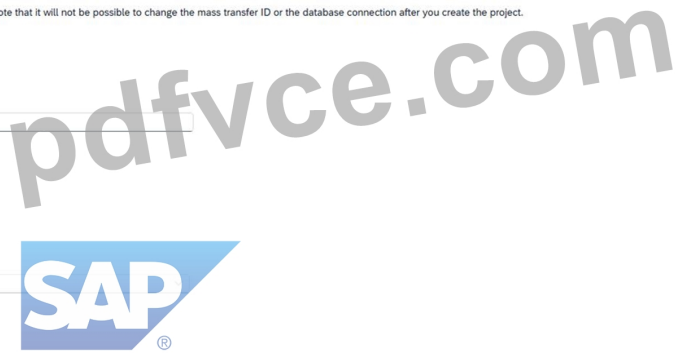 ote that it will not be possible to change the mass transfer ID or the database connection after you create the project.
pdfvce.com
SAP
®